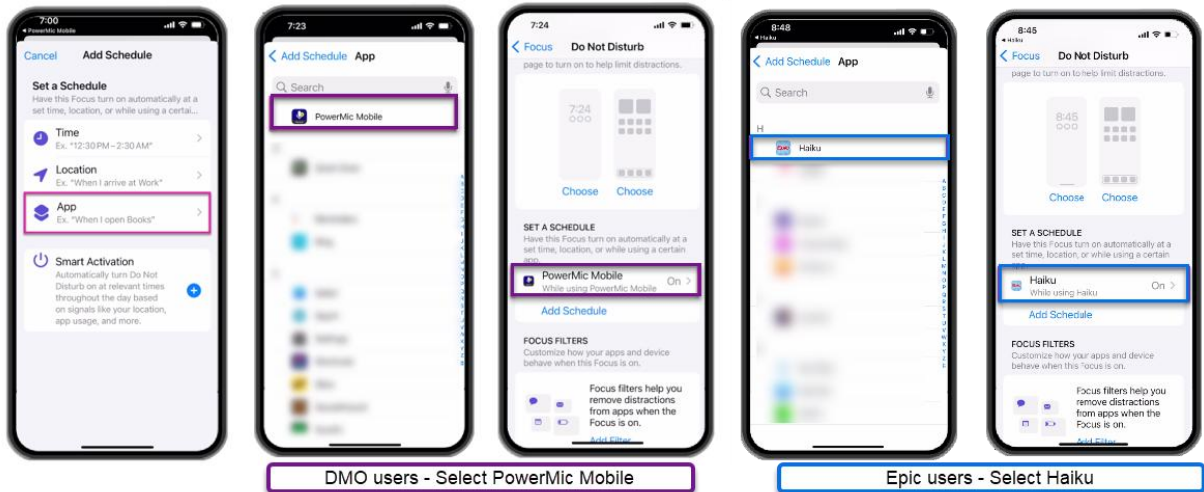 7:00
PowerMic Mobile
Cancel Add Schedule
Set a Schedule
Have this Focus turn on automatically at a
set time, location, or while using a certai...
Time
Ex. "12:30 PM – 2:30 AM"
Location
Ex. "When I arrive at Work"
App
Ex. "When I open Books"
Smart Activation
Automatically turn Do Not
Disturb on at relevant times
throughout the day based
on signals like your location,
app usage, and more.
7:23
Add Schedule App
Search
PowerMic Mobile
7:24
Focus Do Not Disturb
page to turn on to help limit distractions.
7:24
Choose Choose
SET A SCHEDULE
Have this Focus turn on automatically at a
set time, location, or while using a certain
app.
PowerMic Mobile
While using PowerMic Mobile
On
Add Schedule
FOCUS FILTERS
Customize how your apps and device
behave when this Focus is on.
Focus filters help you
remove distractions
from apps when the
Focus is on.
Add Filter
DMO users - Select PowerMic Mobile
8:48
Haiku
Add Schedule App
Search
H
Haiku
8:45
Haiku
Focus Do Not Disturb
page to turn on to help limit distractions.
8:45
Choose Choose
SET A SCHEDULE
Have this Focus turn on automatically at a
set time, location, or while using a certain
Haiku
While using Haiku
On
Add Schedule
FOCUS FILTERS
Customize how your apps and device
behave when this Focus is on.
Focus filters help you
remove distractions
from apps when the
Focus is on.
Add Filter
Epic users - Select Haiku